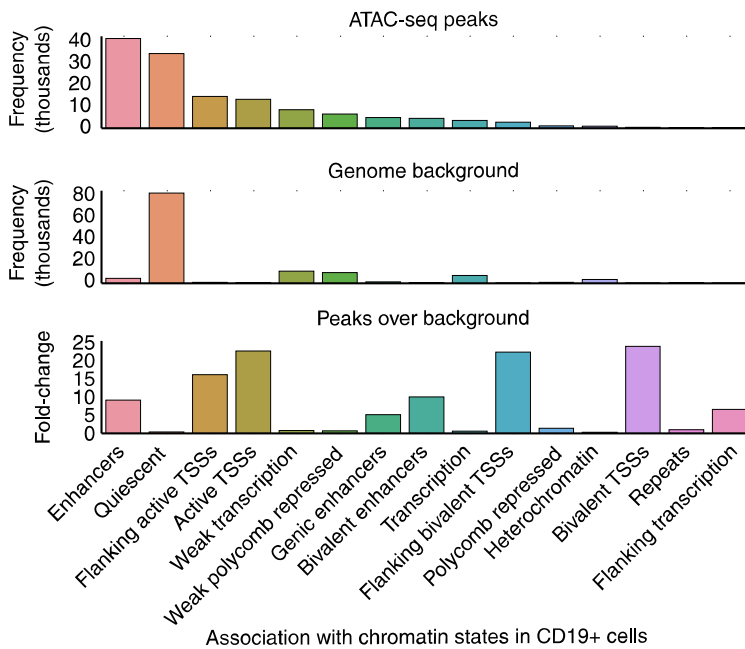 ATAC-seq peaks
Frequency
(thousands)
40
30
20
10
0
Genome background
Frequency
(thousands)
80
60
40
20
0
Peaks over background
Fold-change
25
20
15
10
5
0
Enhancers
Quiescent
Flanking active TSSs
Active TSSs
Weak transcription
Weak polycomb repressed
Genic enhancers
Bivalent enhancers
Transcription
Flanking bivalent TSSs
Polycomb repressed
Heterochromatin
Bivalent TSSs
Repeats
Flanking transcription
Association with chromatin states in CD19+ cells